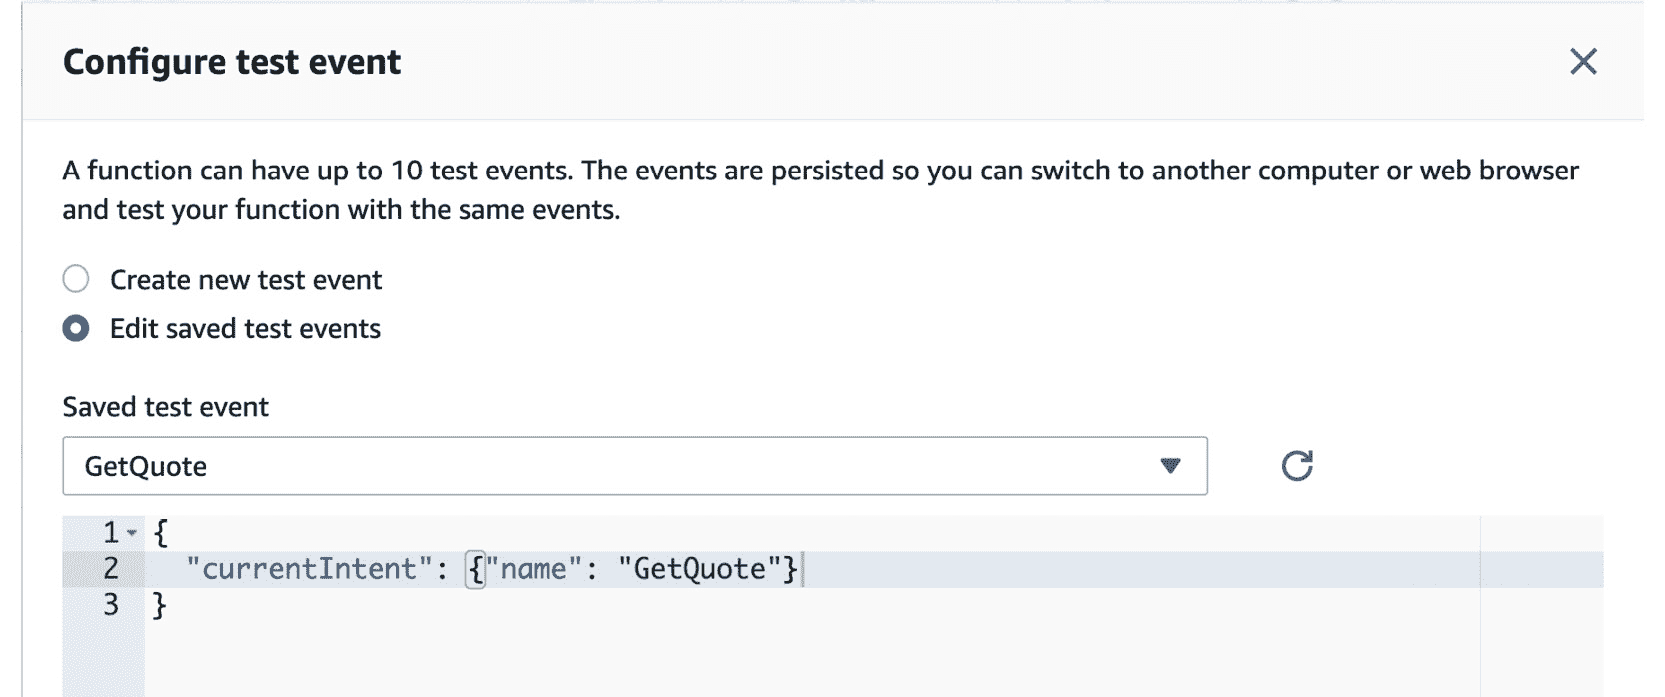 Configure test event
A function can have up to 10 test events. The events are persisted so you can switch to another computer or web browser
and test your function with the same events.
Create new test event
Edit saved test events
Saved test event
GetQuote
1 {
2 "currentIntent": {"name": "GetQuote"}
3 }